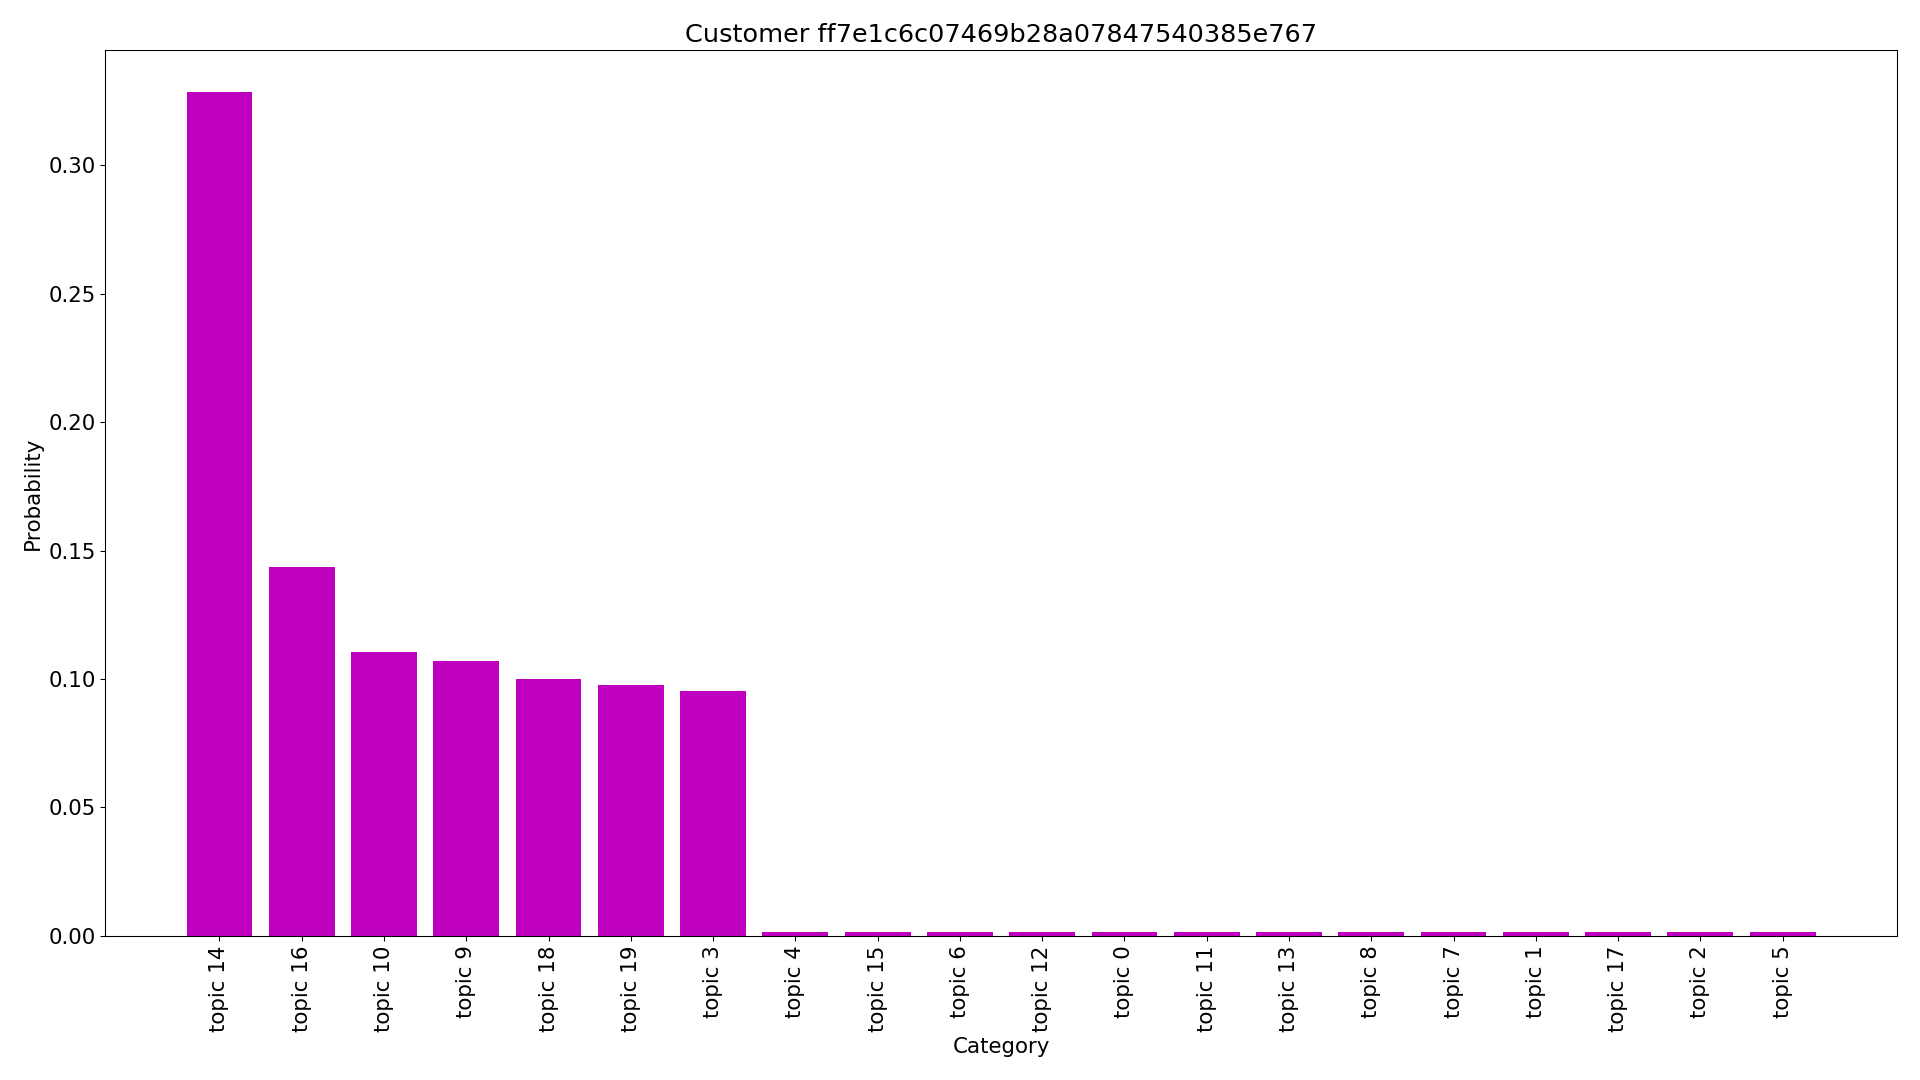 Customer ff7e1c6c07469b28a07847540385e767
Probability
0.30
0.25
0.20
0.15
0.10
0.05
0.00
topic 14
topic 16
topic 10
topic 9
topic 18
topic 19
topic 3
topic 4
topic 15
topic 6
topic 12
topic 0
topic 11
topic 13
topic 8
topic 7
topic 1
topic 17
topic 2
topic 5
Category